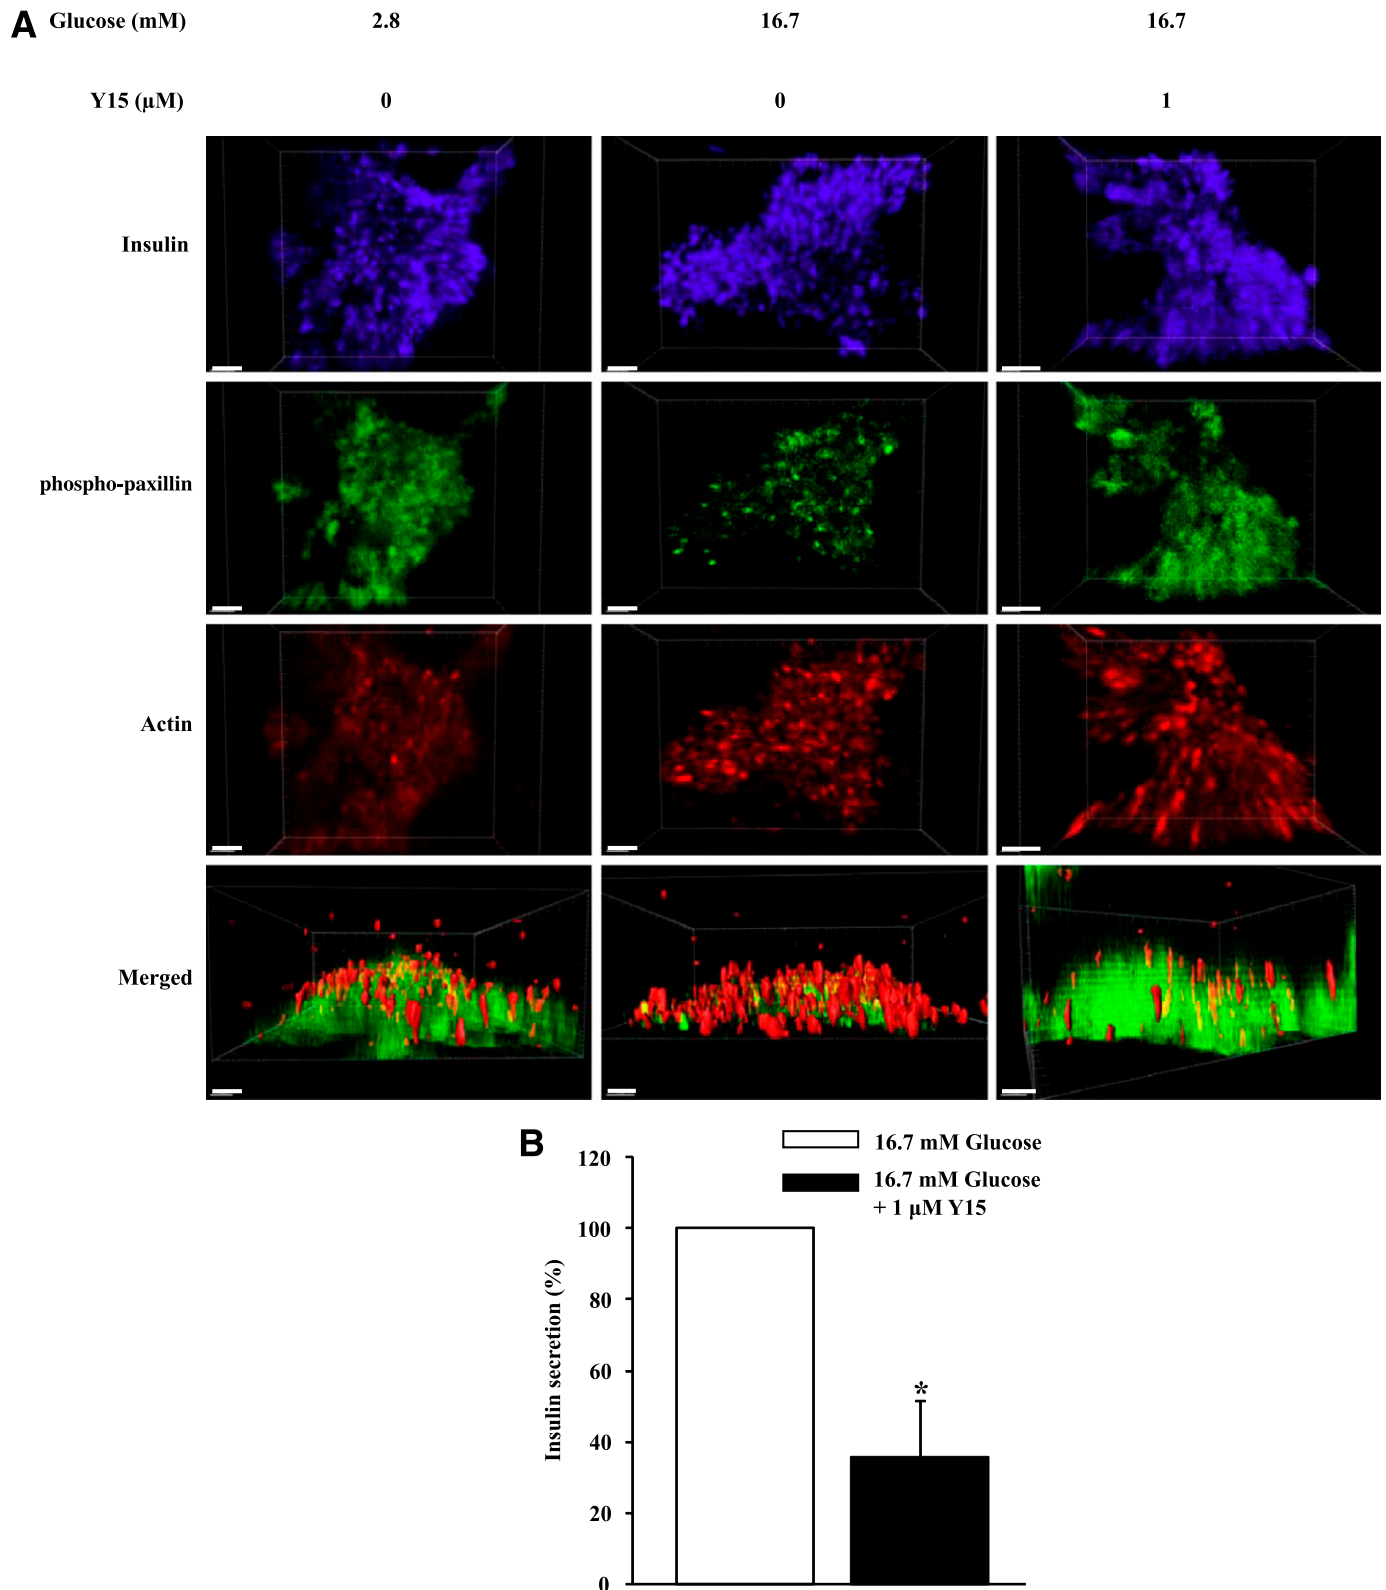 A Glucose (mM) 2.8 16.7 16.7
Y15 (μM) 0 0 1
Insulin
phospho-paxillin
Actin
Merged
B
16.7 mM Glucose
16.7 mM Glucose
+ 1 μM Y15
Insulin secretion (%)
120
100
80
60
40
20
0
*